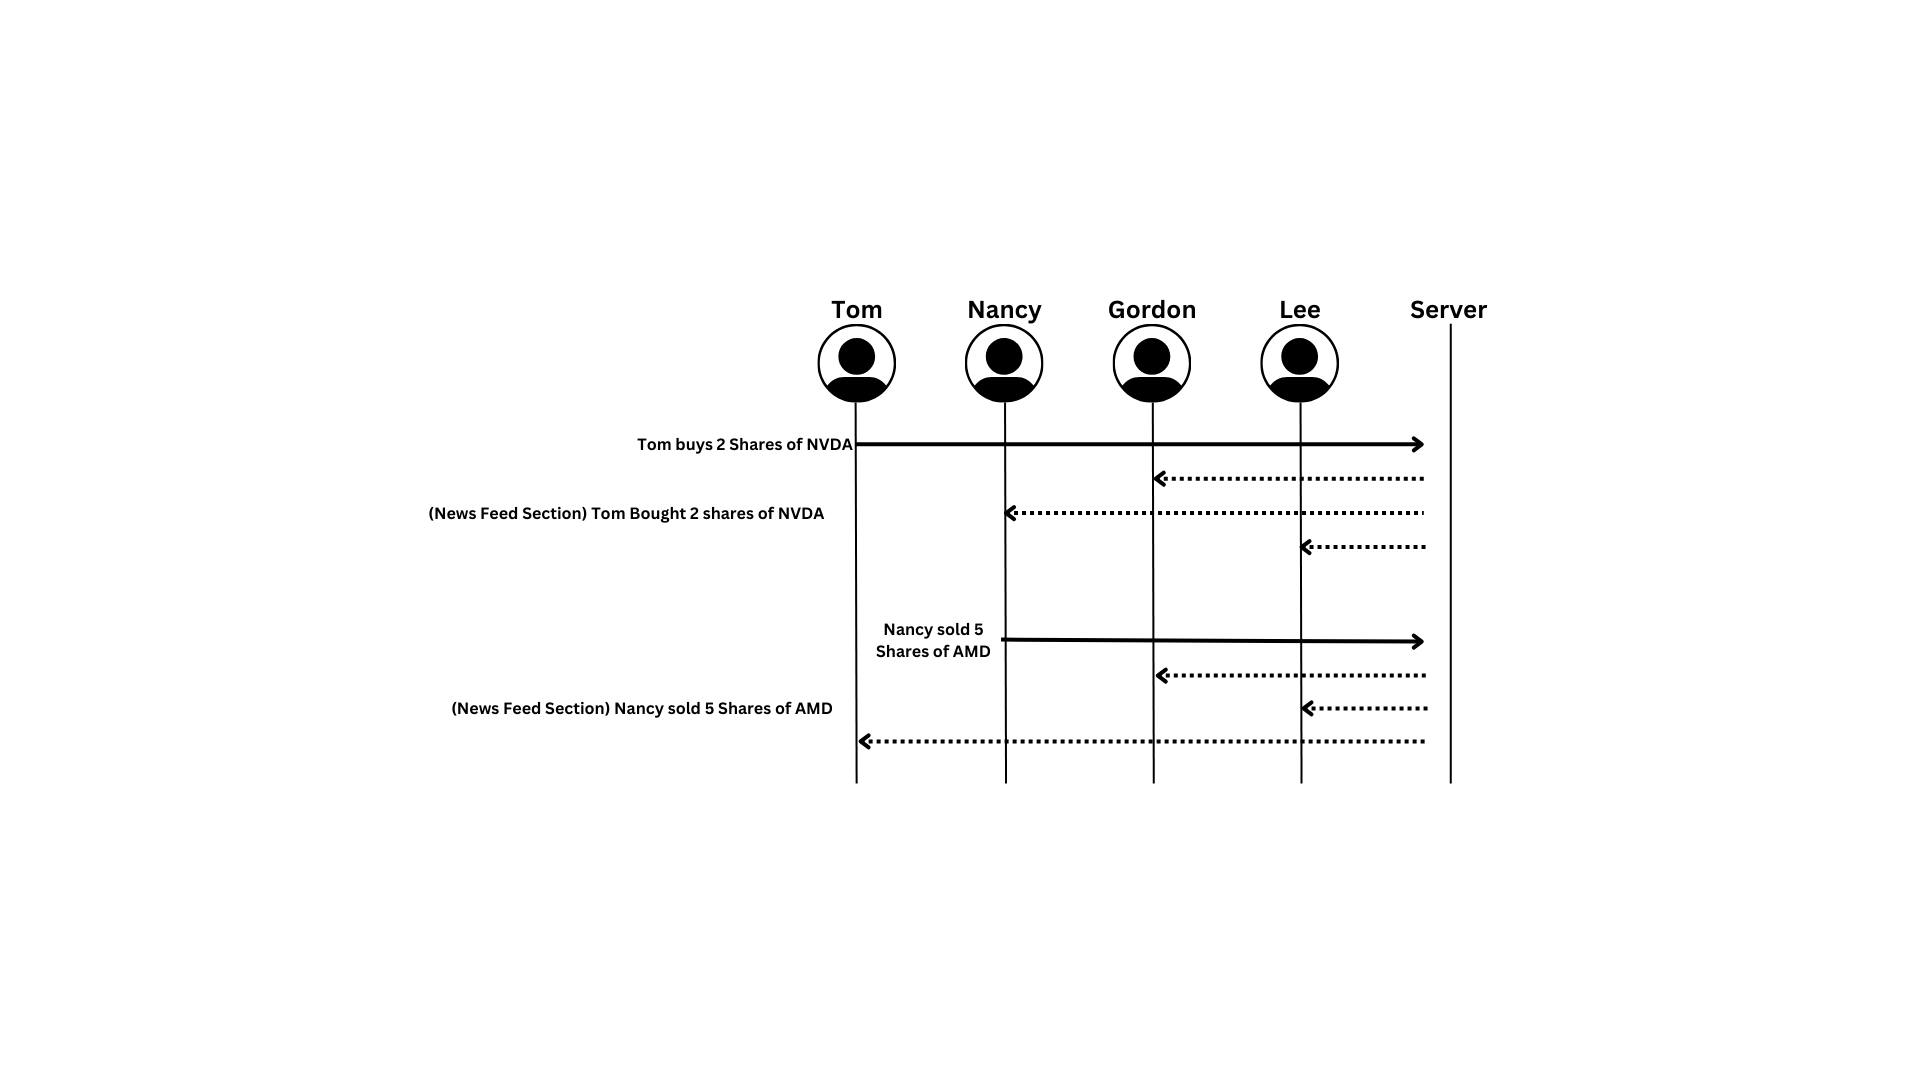 Tom
Nancy
Gordon
Lee
Server
Tom buys 2 Shares of NVDA
(News Feed Section) Tom Bought 2 shares of NVDA
Nancy sold 5
Shares of AMD
(News Feed Section) Nancy sold 5 Shares of AMD